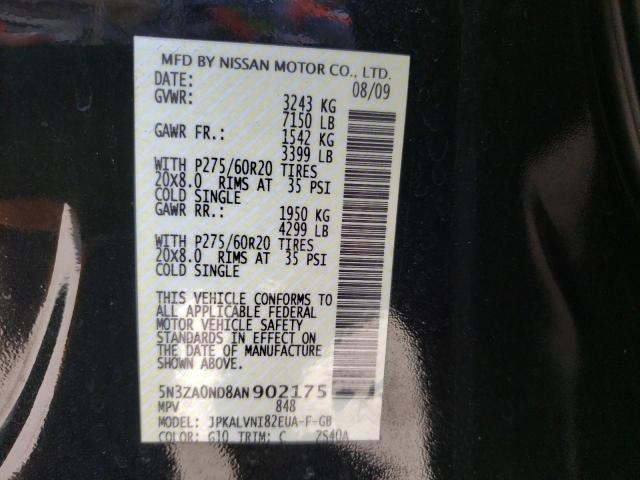 MFD BY NISSAN MOTOR CO., LTD.
DATE: 08/09
GVWR: 3243 KG
7150 LB
GAWR FR.: 1542 KG
3399 LB
WITH P275/60R20 TIRES
20X8.0 RIMS AT 35 PSI
COLD SINGLE
GAWR RR.: 1950 KG
4299 LB
WITH P275/60R20 TIRES
20X8.0 RIMS AT 35 PSI
COLD SINGLE
THIS VEHICLE CONFORMS TO
ALL APPLICABLE FEDERAL
MOTOR VEHICLE SAFETY
STANDARDS IN EFFECT ON
THE DATE OF MANUFACTURE
SHOWN ABOVE.
5N3ZA0ND8AN902175
MPV 848
MODEL: JPKALVNI82EUA-F-GB
COLOR: G10 TRIM: C ZS40A